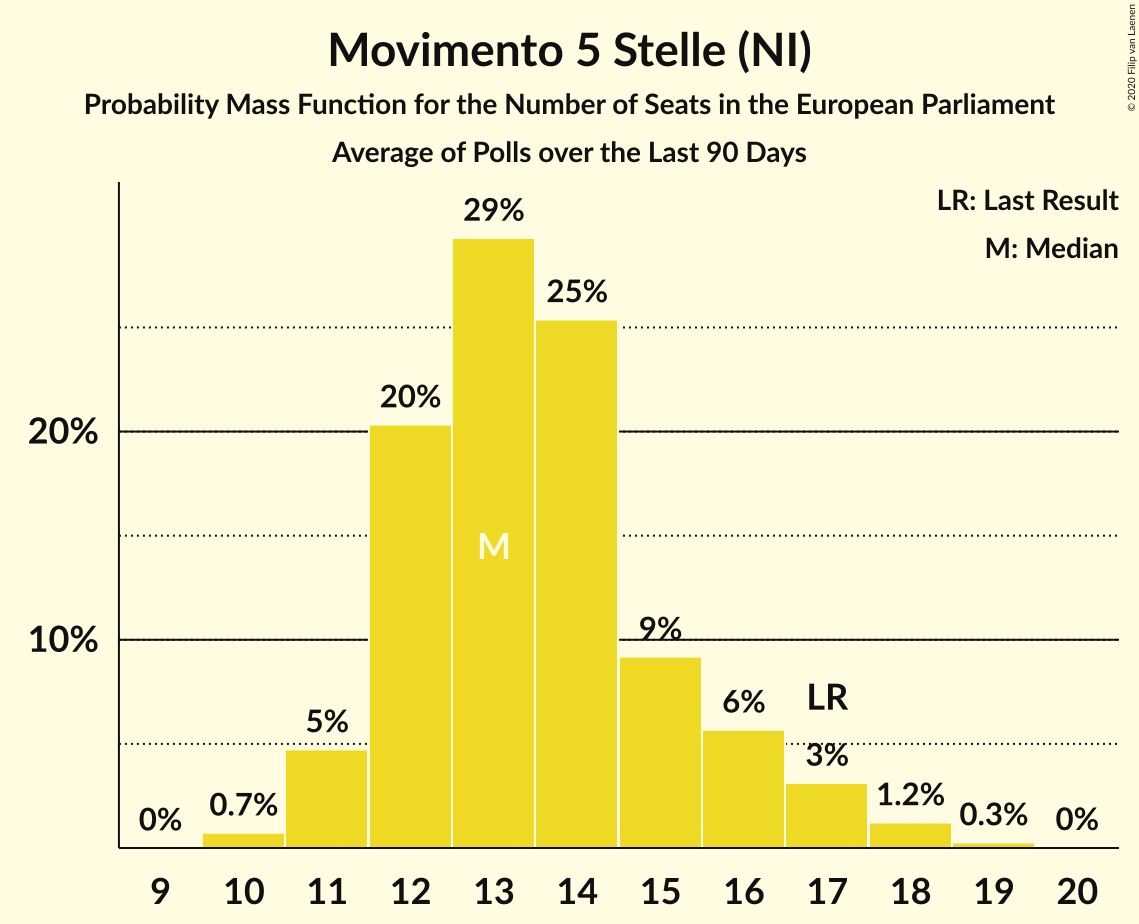 Movimento 5 Stelle (NI)
Probability Mass Function for the Number of Seats in the European Parliament
Average of Polls over the Last 90 Days
© 2020 Filip van Laenen
LR: Last Result
M: Median
29%
25%
20%
20%
M
10%
9%
6%
LR
5%
3%
1.2%
0.7%
0.3%
0%
0%
9 10 11 12 13 14 15 16 17 18 19 20